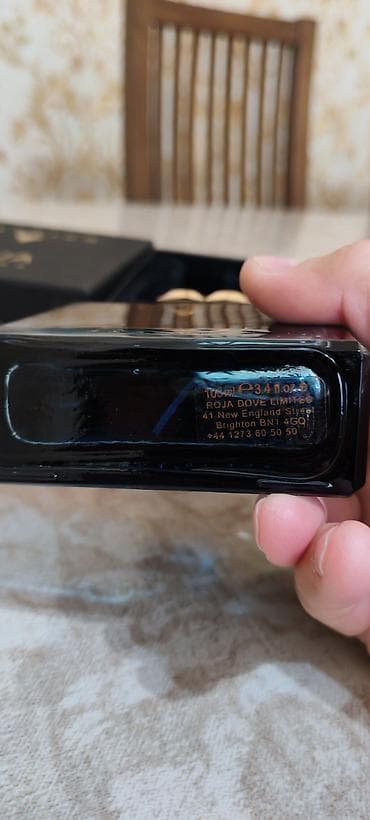 100ml ℮ 3.4 fl.oz.
ROJA DOVE LIMITED
41 New England Street
Brighton BN1 4GQ
+44 1273 60 50 50